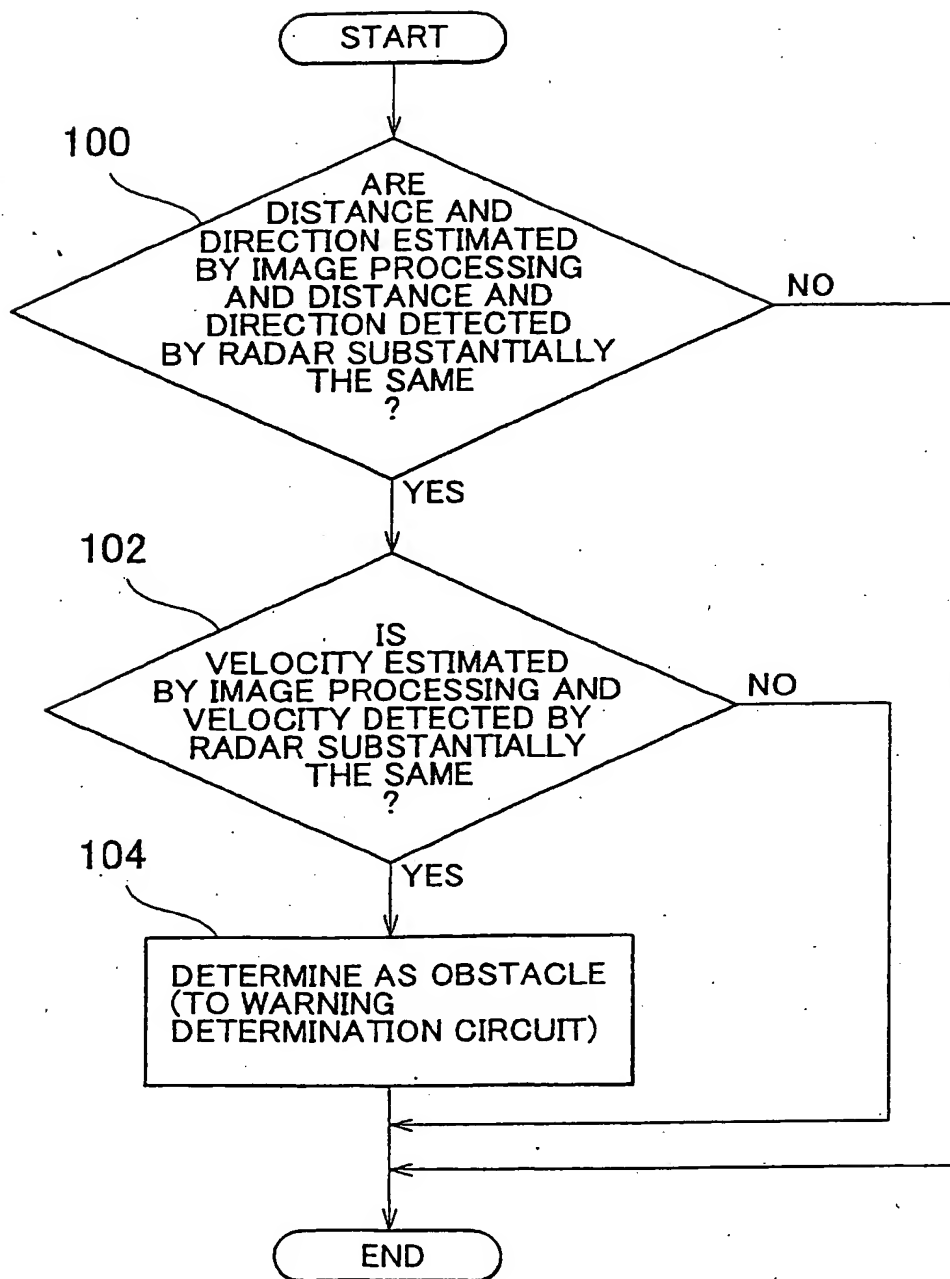 START
100
ARE
DISTANCE AND
DIRECTION ESTIMATED
BY IMAGE PROCESSING
AND DISTANCE AND
DIRECTION DETECTED
BY RADAR SUBSTANTIALLY
THE SAME
?
NO
YES
102
IS
VELOCITY ESTIMATED
BY IMAGE PROCESSING AND
VELOCITY DETECTED BY
RADAR SUBSTANTIALLY
THE SAME
?
NO
YES
104
DETERMINE AS OBSTACLE
(TO WARNING
DETERMINATION CIRCUIT)
END